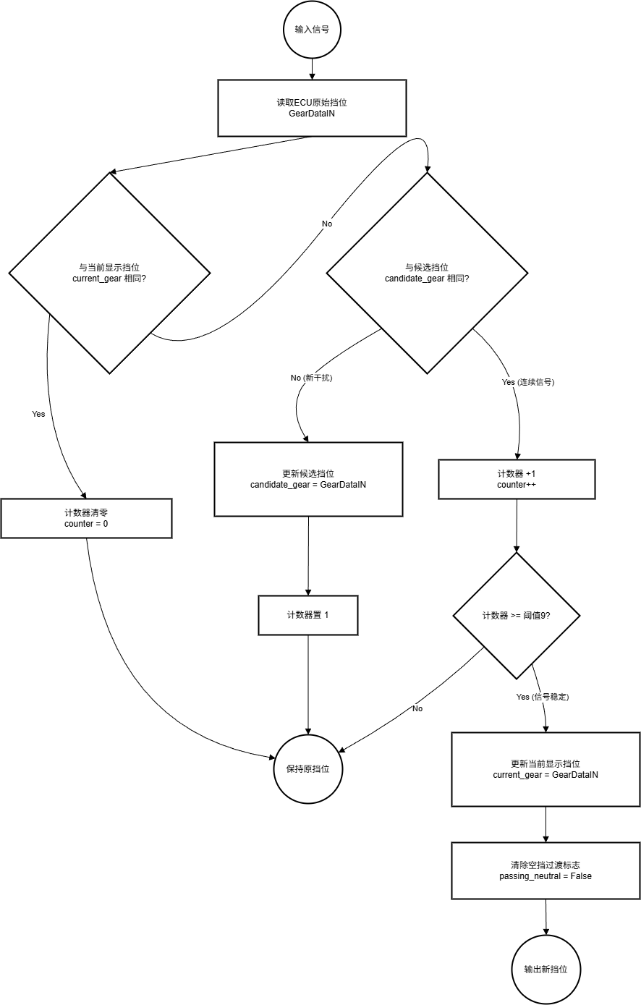 输入信号
读取ECU原始挡位
GearDataIN
No
与当前显示挡位
current_gear 相同?
与候选挡位
candidate_gear 相同?
No (新干扰)
Yes (连续信号)
Yes
更新候选挡位
candidate_gear = GearDataIN
计数器 +1
counter++
计数器清零
counter = 0
计数器置 1
计数器 >= 阈值9?
No
Yes (信号稳定)
保持原挡位
更新当前显示挡位
current_gear = GearDataIN
清除空挡过渡标志
passing_neutral = False
输出新挡位